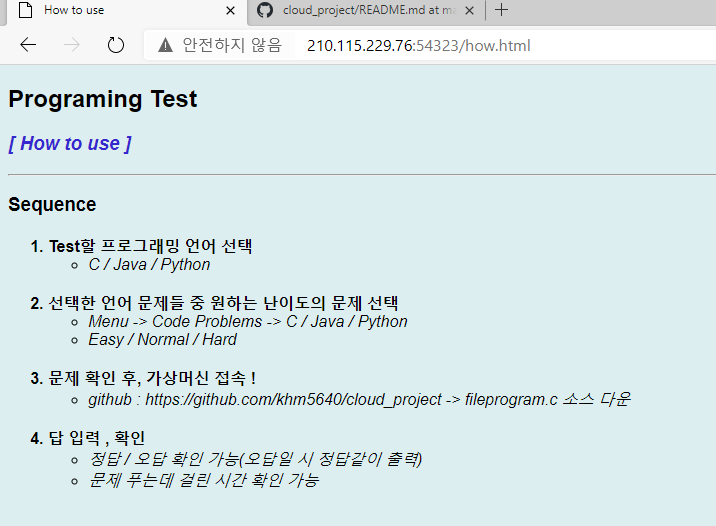 How to use
cloud_project/README.md at ma
안전하지 않음 210.115.229.76:54323/how.html
Programing Test
[ How to use ]
Sequence
1. Test할 프로그래밍 언어 선택
C / Java / Python
2. 선택한 언어 문제들 중 원하는 난이도의 문제 선택
Menu -> Code Problems -> C / Java / Python
Easy / Normal / Hard
3. 문제 확인 후, 가상머신 접속 !
github : https://github.com/khm5640/cloud_project -> fileprogram.c 소스 다운
4. 답 입력 , 확인
정답 / 오답 확인 가능(오답일 시 정답같이 출력)
문제 푸는데 걸린 시간 확인 가능